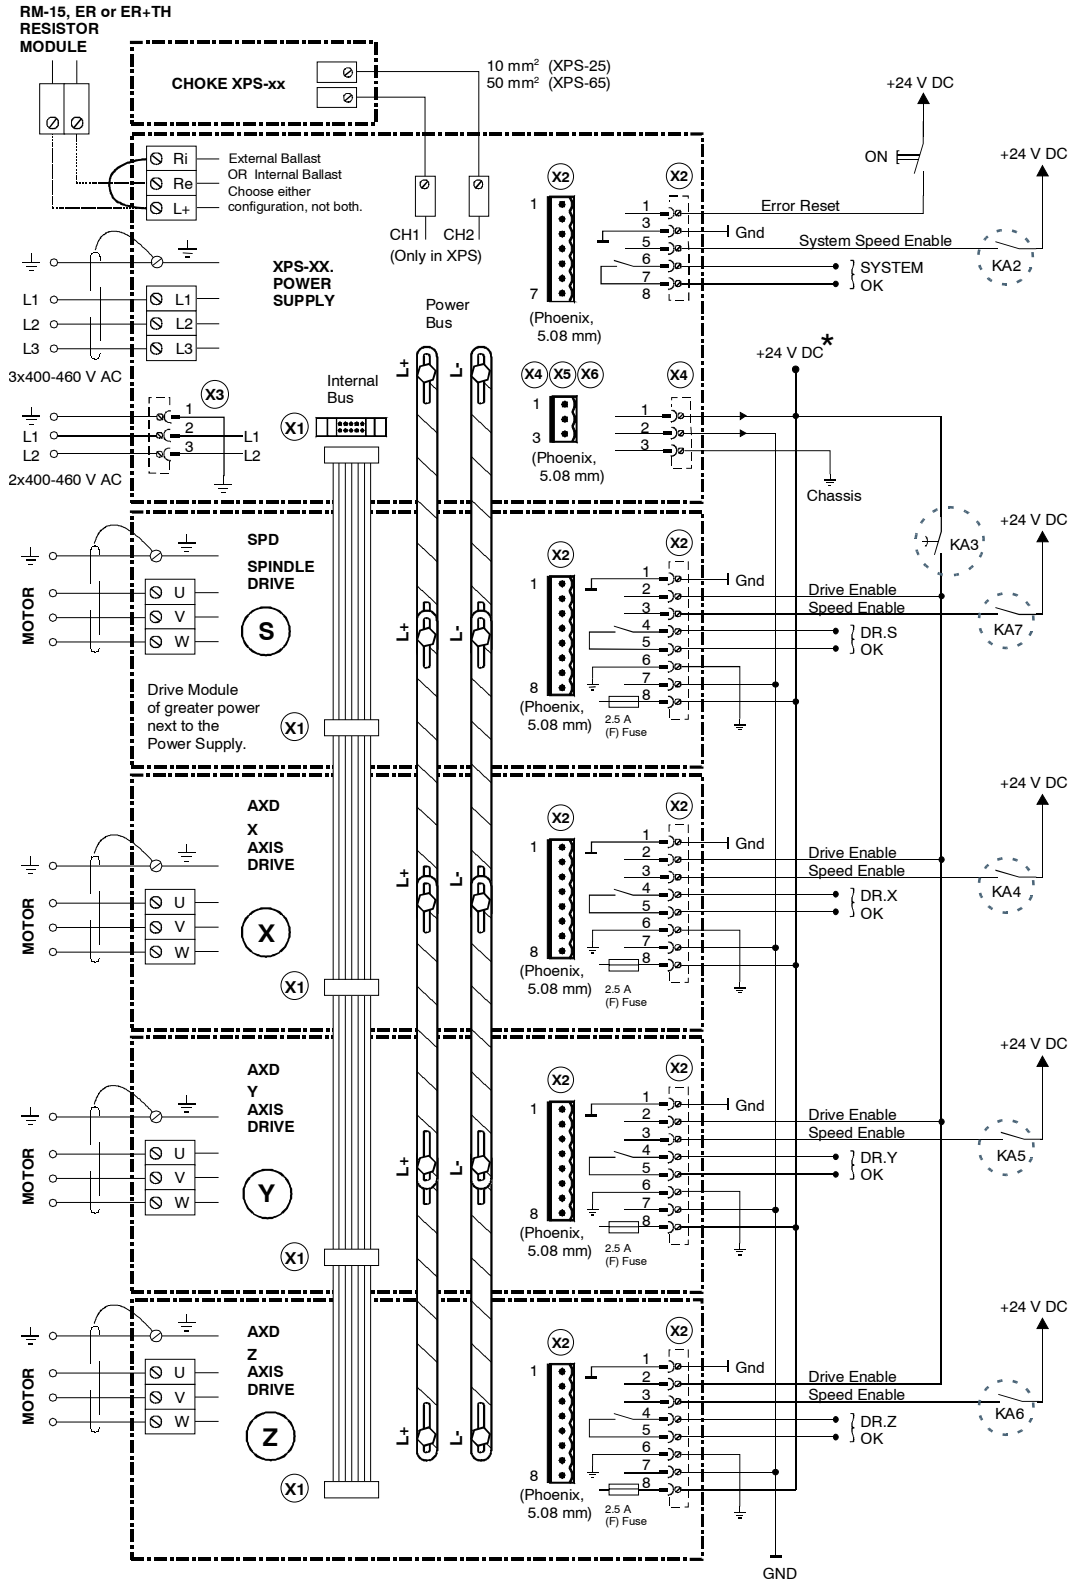 RM-15, ER or ER+TH
RESISTOR
MODULE
CHOKE XPS-xx
10 mm² (XPS-25)
50 mm² (XPS-65)
+24 V DC
ON
+24 V DC
Ri
Re
L+
External Ballast
OR Internal Ballast
Choose either
configuration, not both.
CH1 CH2
(Only in XPS)
X2
1
7
(Phoenix,
5.08 mm)
X2
1
3
5
6
7
8
Error Reset
Gnd
System Speed Enable
KA2
SYSTEM
OK
XPS-XX.
POWER
SUPPLY
L1
L2
L3
L1
L2
L3
3x400-460 V AC
Power
Bus
L+
L-
+24 V DC*
X3
1
2
3
L1
L2
L1
L2
2x400-460 V AC
Internal
Bus
X1
X4 X5 X6
1
3
(Phoenix,
5.08 mm)
X4
1
2
3
Chassis
KA3
+24 V DC
SPD
SPINDLE
DRIVE
S
MOTOR
U
V
W
Drive Module
of greater power
next to the
Power Supply.
X1
L+
L-
X2
1
8
(Phoenix,
5.08 mm)
X2
1
2
3
4
5
6
7
8
2.5 A
(F) Fuse
Gnd
Drive Enable
Speed Enable
KA7
DR.S
OK
+24 V DC
AXD
X
AXIS
DRIVE
X
MOTOR
U
V
W
X1
L+
L-
X2
1
8
(Phoenix,
5.08 mm)
X2
1
2
3
4
5
6
7
8
2.5 A
(F) Fuse
Gnd
Drive Enable
Speed Enable
KA4
DR.X
OK
+24 V DC
AXD
Y
AXIS
DRIVE
Y
MOTOR
U
V
W
X1
L+
L-
X2
1
8
(Phoenix,
5.08 mm)
X2
1
2
3
4
5
6
7
8
2.5 A
(F) Fuse
Gnd
Drive Enable
Speed Enable
KA5
DR.Y
OK
+24 V DC
AXD
Z
AXIS
DRIVE
Z
MOTOR
U
V
W
X1
L+
L-
X2
1
8
(Phoenix,
5.08 mm)
X2
1
2
3
4
5
6
7
8
2.5 A
(F) Fuse
Gnd
Drive Enable
Speed Enable
KA6
DR.Z
OK
GND